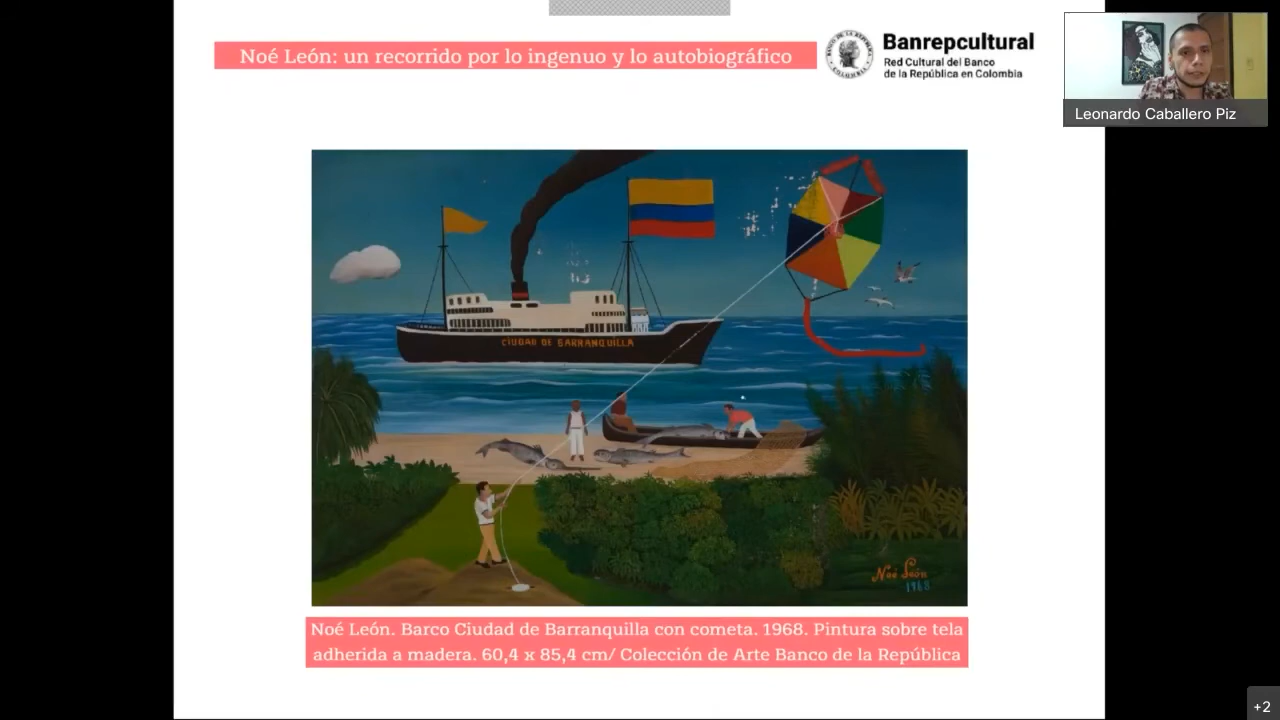 Noé León: un recorrido por lo ingenuo y lo autobiográfico
Banrepcultural
Red Cultural del Banco
de la República en Colombia
Leonardo Caballero Piz
CIUDAD DE BARRANQUILLA
Noé León
1968
Noé León. Barco Ciudad de Barranquilla con cometa. 1968. Pintura sobre tela
adherida a madera. 60,4 x 85,4 cm/ Colección de Arte Banco de la República
+2